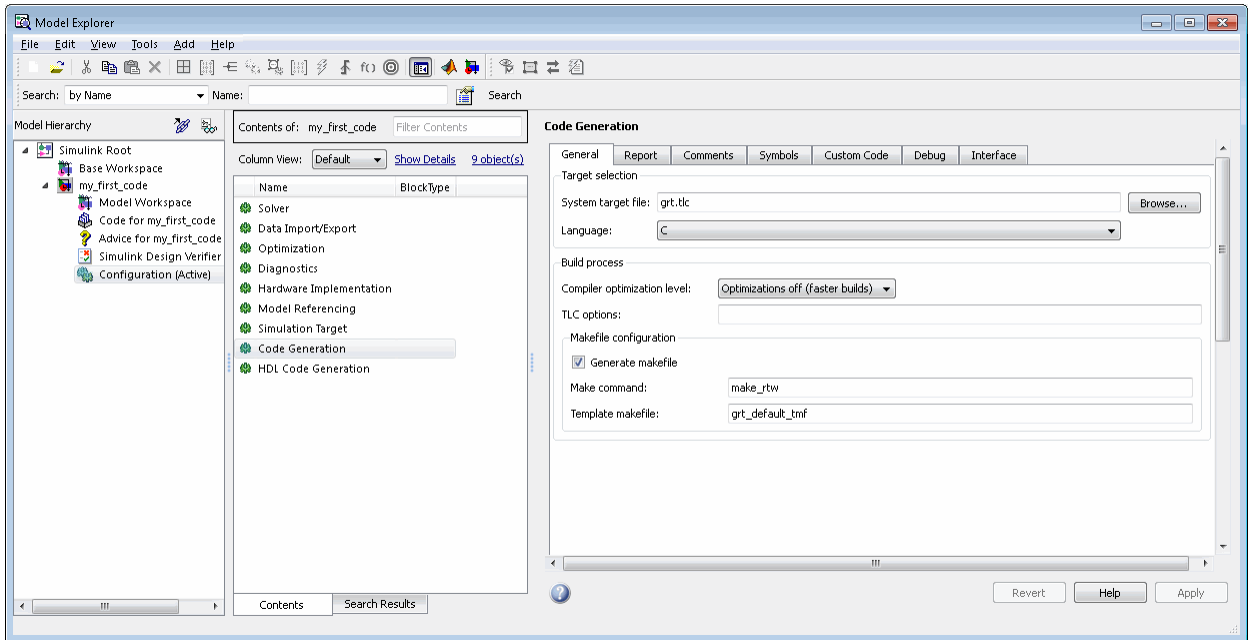 Model Explorer
File Edit View Tools Add Help
Search: by Name Name: Search
Model Hierarchy
Simulink Root
Base Workspace
my_first_code
Model Workspace
Code for my_first_code
Advice for my_first_code
Simulink Design Verifier
Configuration (Active)
Contents of: my_first_code Filter Contents
Column View: Default Show Details 9 object(s)
Name BlockType
Solver
Data Import/Export
Optimization
Diagnostics
Hardware Implementation
Model Referencing
Simulation Target
Code Generation
HDL Code Generation
Contents Search Results
Code Generation
General Report Comments Symbols Custom Code Debug Interface
Target selection
System target file: grt.tlc Browse...
Language: C
Build process
Compiler optimization level: Optimizations off (faster builds)
TLC options:
Makefile configuration
Generate makefile
Make command: make_rtw
Template makefile: grt_default_tmf
Revert Help Apply